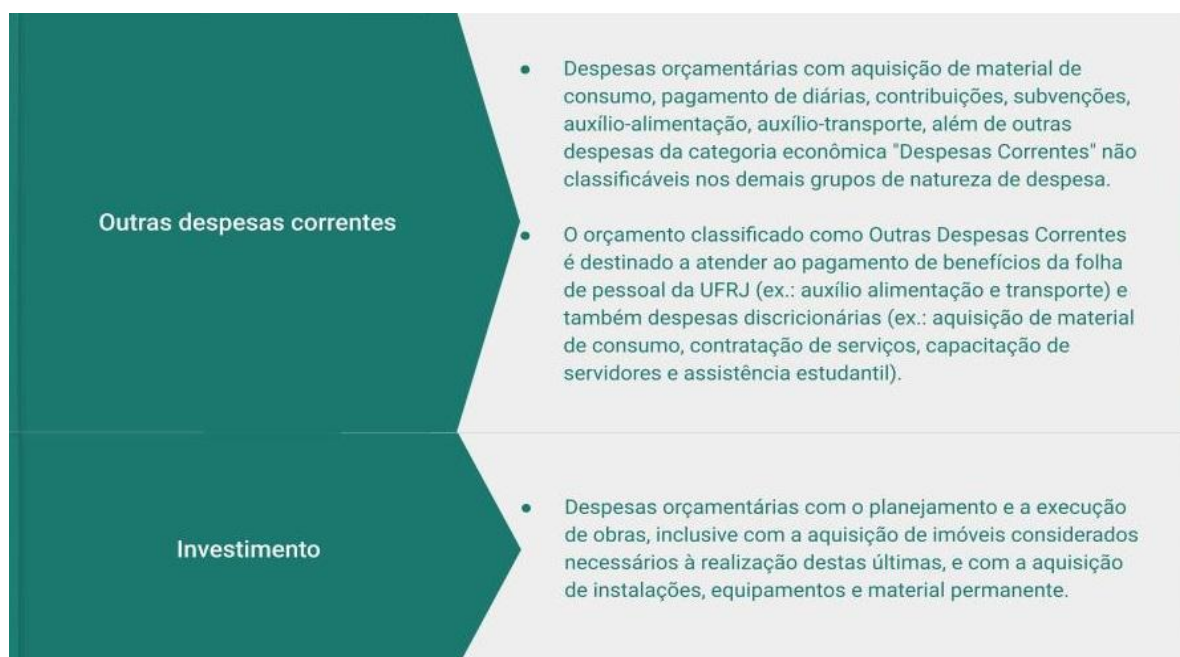 Outras despesas correntes
● Despesas orçamentárias com aquisição de material de
consumo, pagamento de diárias, contribuições, subvenções,
auxílio-alimentação, auxílio-transporte, além de outras
despesas da categoria econômica "Despesas Correntes" não
classificáveis nos demais grupos de natureza de despesa.
● O orçamento classificado como Outras Despesas Correntes
é destinado a atender ao pagamento de benefícios da folha
de pessoal da UFRJ (ex.: auxílio alimentação e transporte) e
também despesas discricionárias (ex.: aquisição de material
de consumo, contratação de serviços, capacitação de
servidores e assistência estudantil).
Investimento
● Despesas orçamentárias com o planejamento e a execução
de obras, inclusive com a aquisição de imóveis considerados
necessários à realização destas últimas, e com a aquisição
de instalações, equipamentos e material permanente.